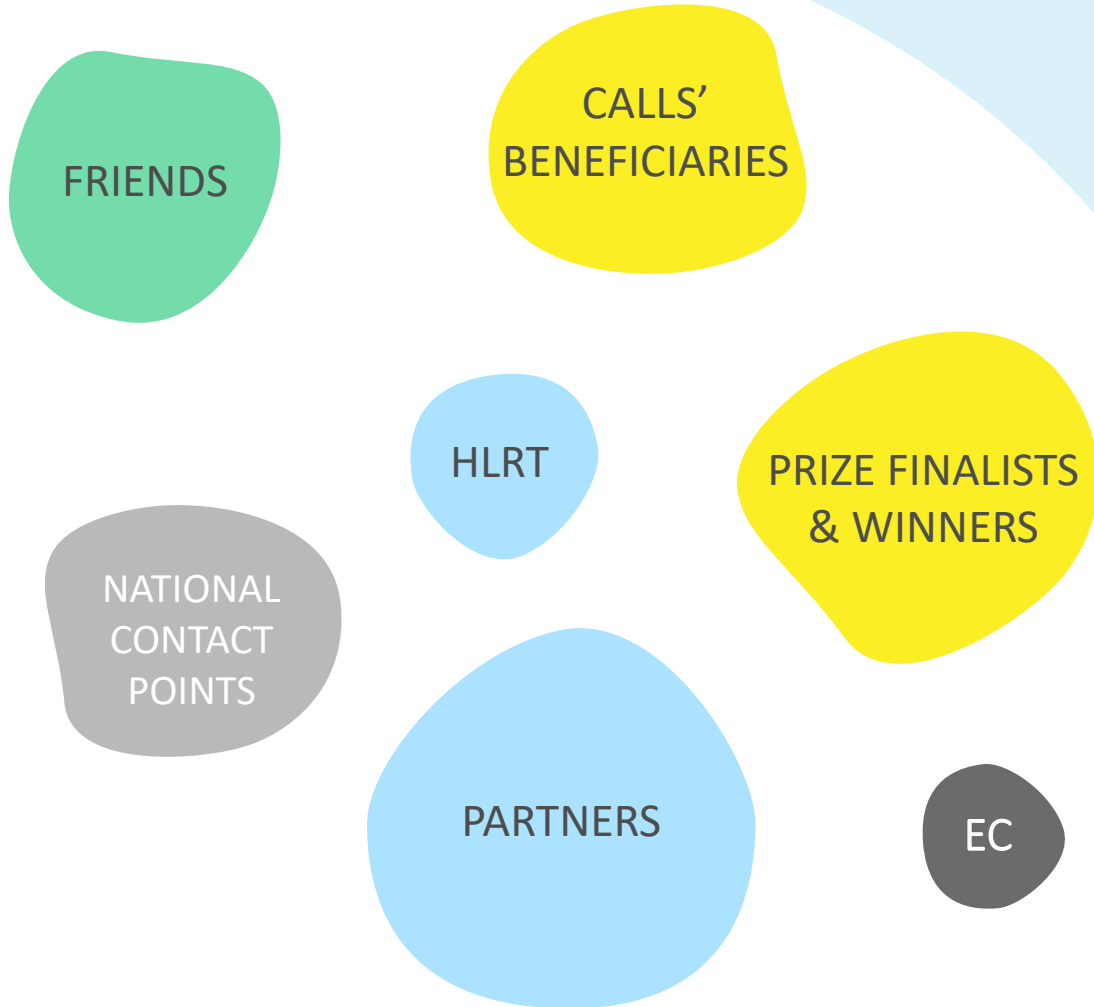 CALLS’
BENEFICIARIES
FRIENDS
HLRT
PRIZE FINALISTS
& WINNERS
NATIONAL
CONTACT
POINTS
PARTNERS
EC